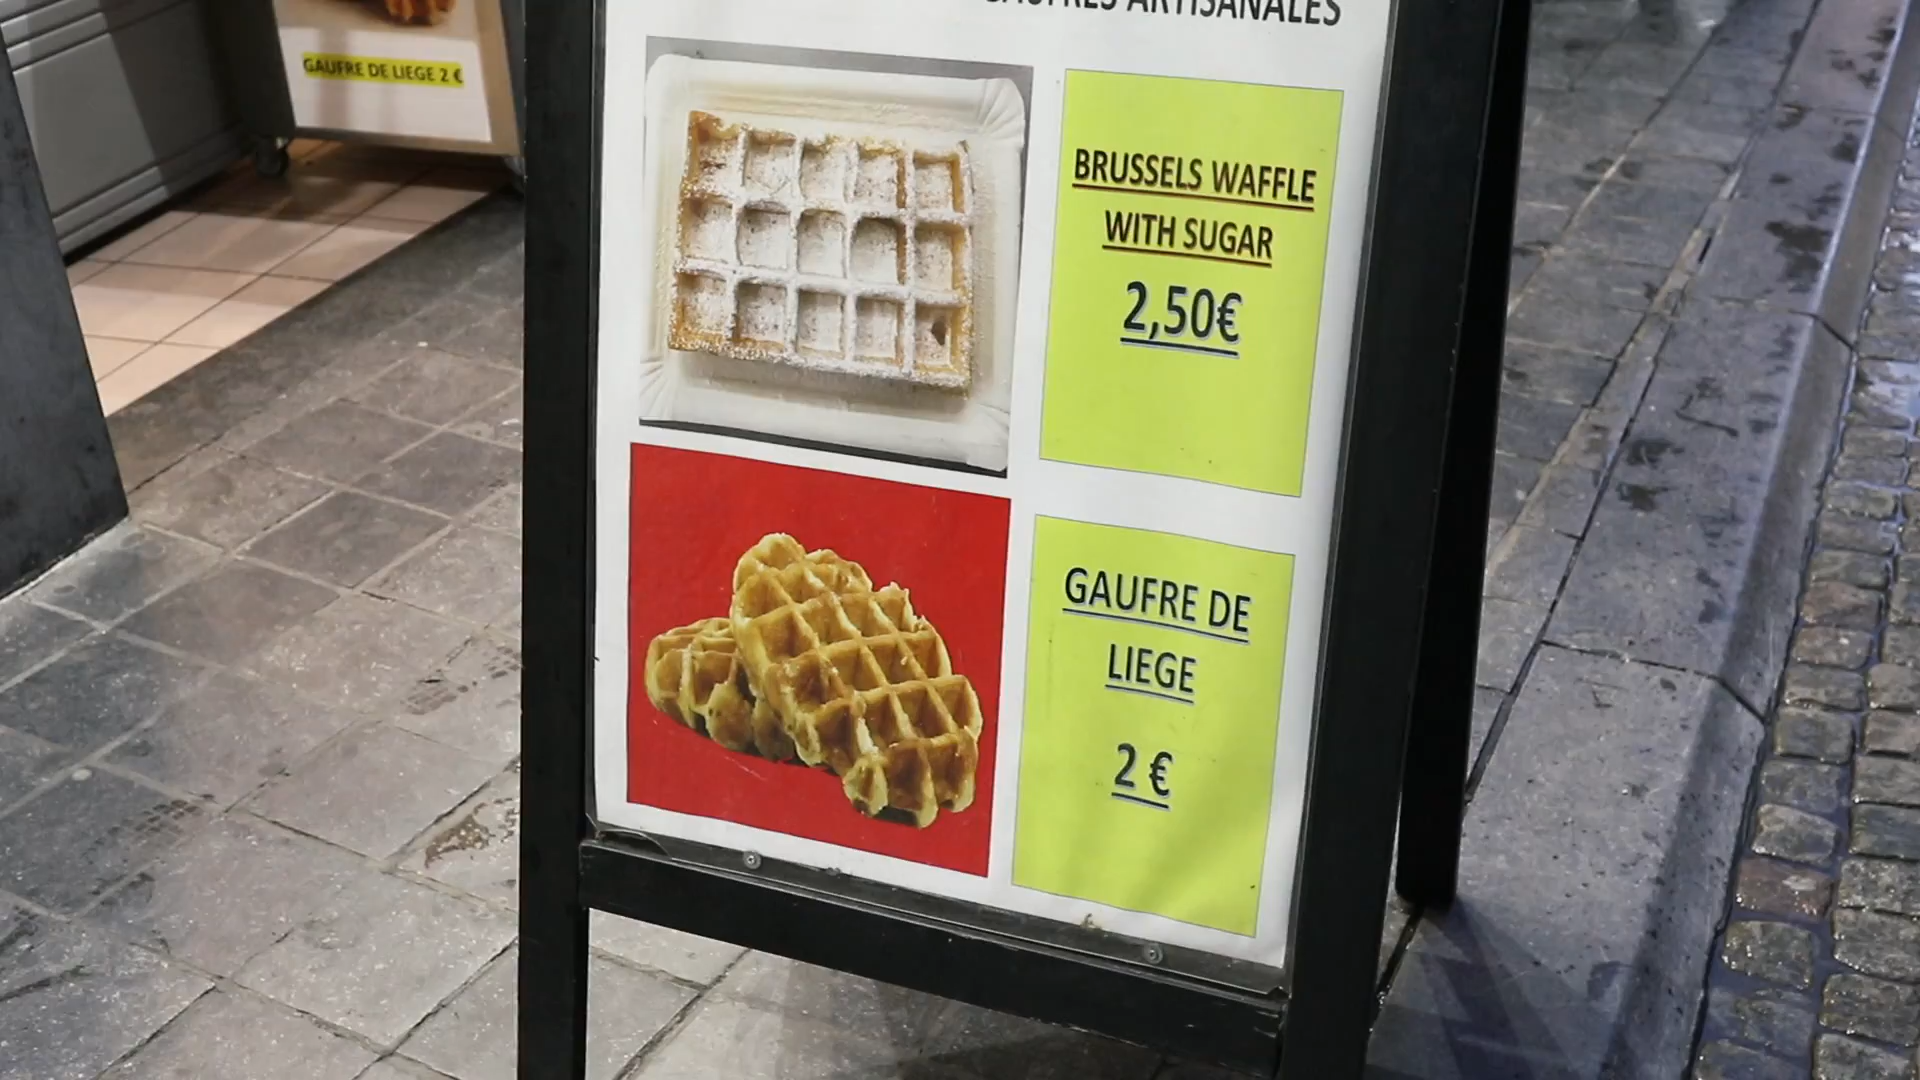 GAUFRES ARTISANALES
GAUFRE DE LIEGE 2 €
BRUSSELS WAFFLE
WITH SUGAR
2,50€
GAUFRE DE
LIEGE
2 €